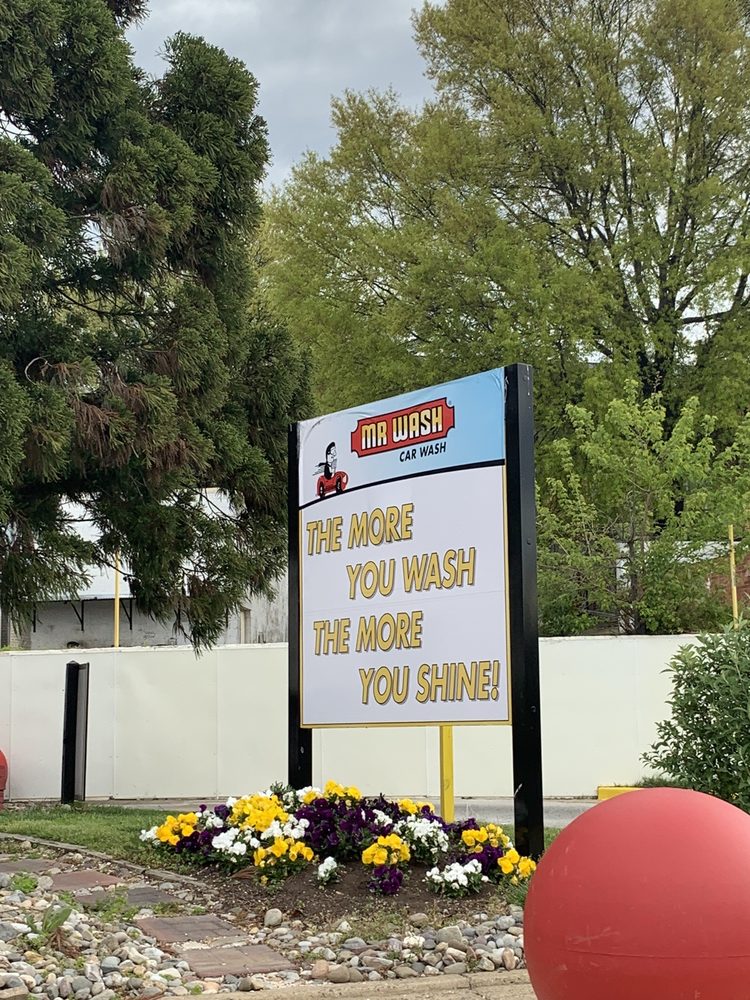 MR WASH®
CAR WASH
THE MORE
YOU WASH
THE MORE
YOU SHINE!